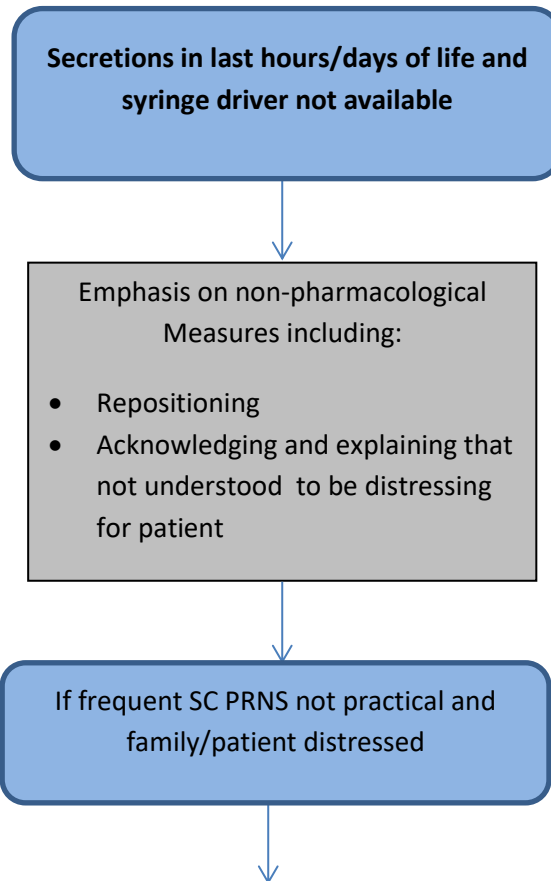 Secretions in last hours/days of life and
syringe driver not available
Emphasis on non-pharmacological
Measures including:
• Repositioning
• Acknowledging and explaining that
not understood  to be distressing
for patient
If frequent SC PRNS not practical and
family/patient distressed